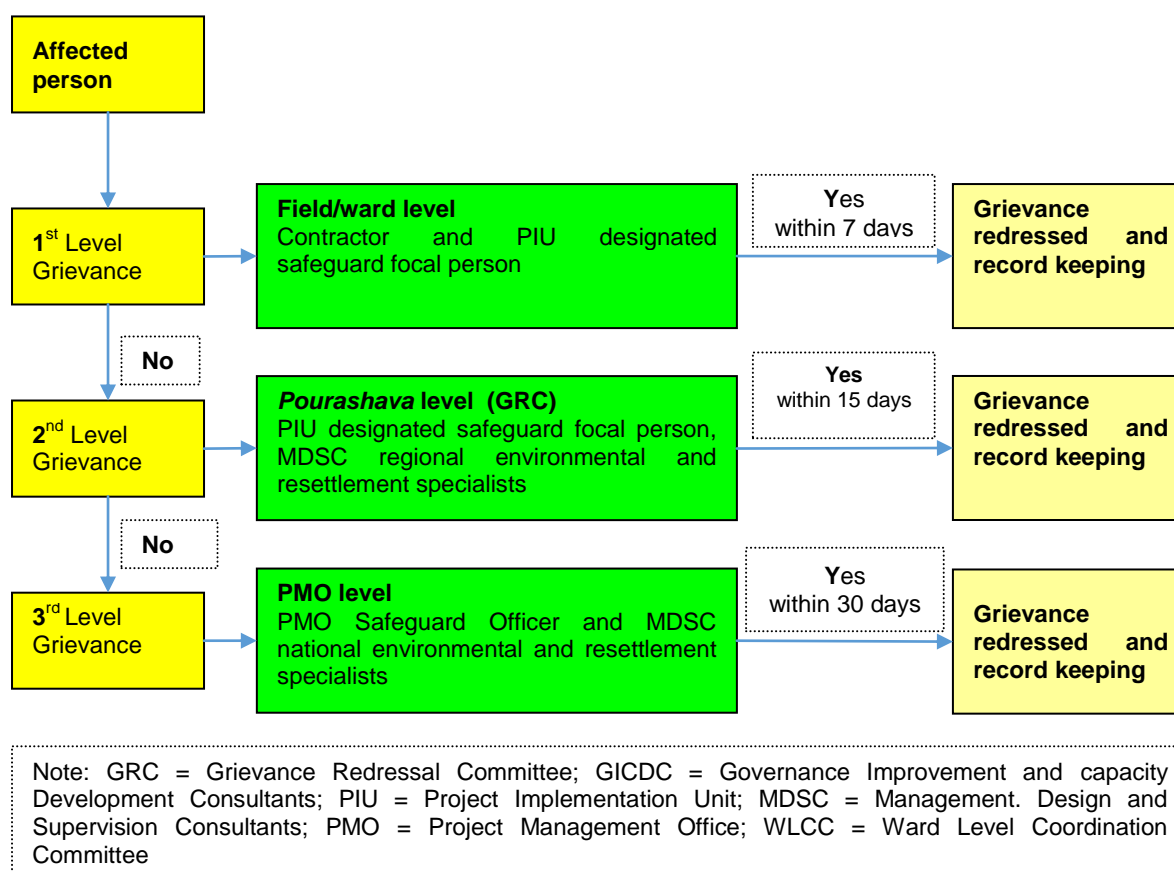 Affected
person
1st Level
Grievance
Field/ward level
Contractor and PIU designated
safeguard focal person
Yes
within 7 days
Grievance
redressed and
record keeping
No
2nd Level
Grievance
Pourashava level (GRC)
PIU designated safeguard focal person,
MDSC regional environmental and
resettlement specialists
Yes
within 15 days
Grievance
redressed and
record keeping
No
3rd Level
Grievance
PMO level
PMO Safeguard Officer and MDSC
national environmental and resettlement
specialists
Yes
within 30 days
Grievance
redressed and
record keeping
Note: GRC = Grievance Redressal Committee; GICDC = Governance Improvement and capacity
Development Consultants; PIU = Project Implementation Unit; MDSC = Management. Design and
Supervision Consultants; PMO = Project Management Office; WLCC = Ward Level Coordination
Committee